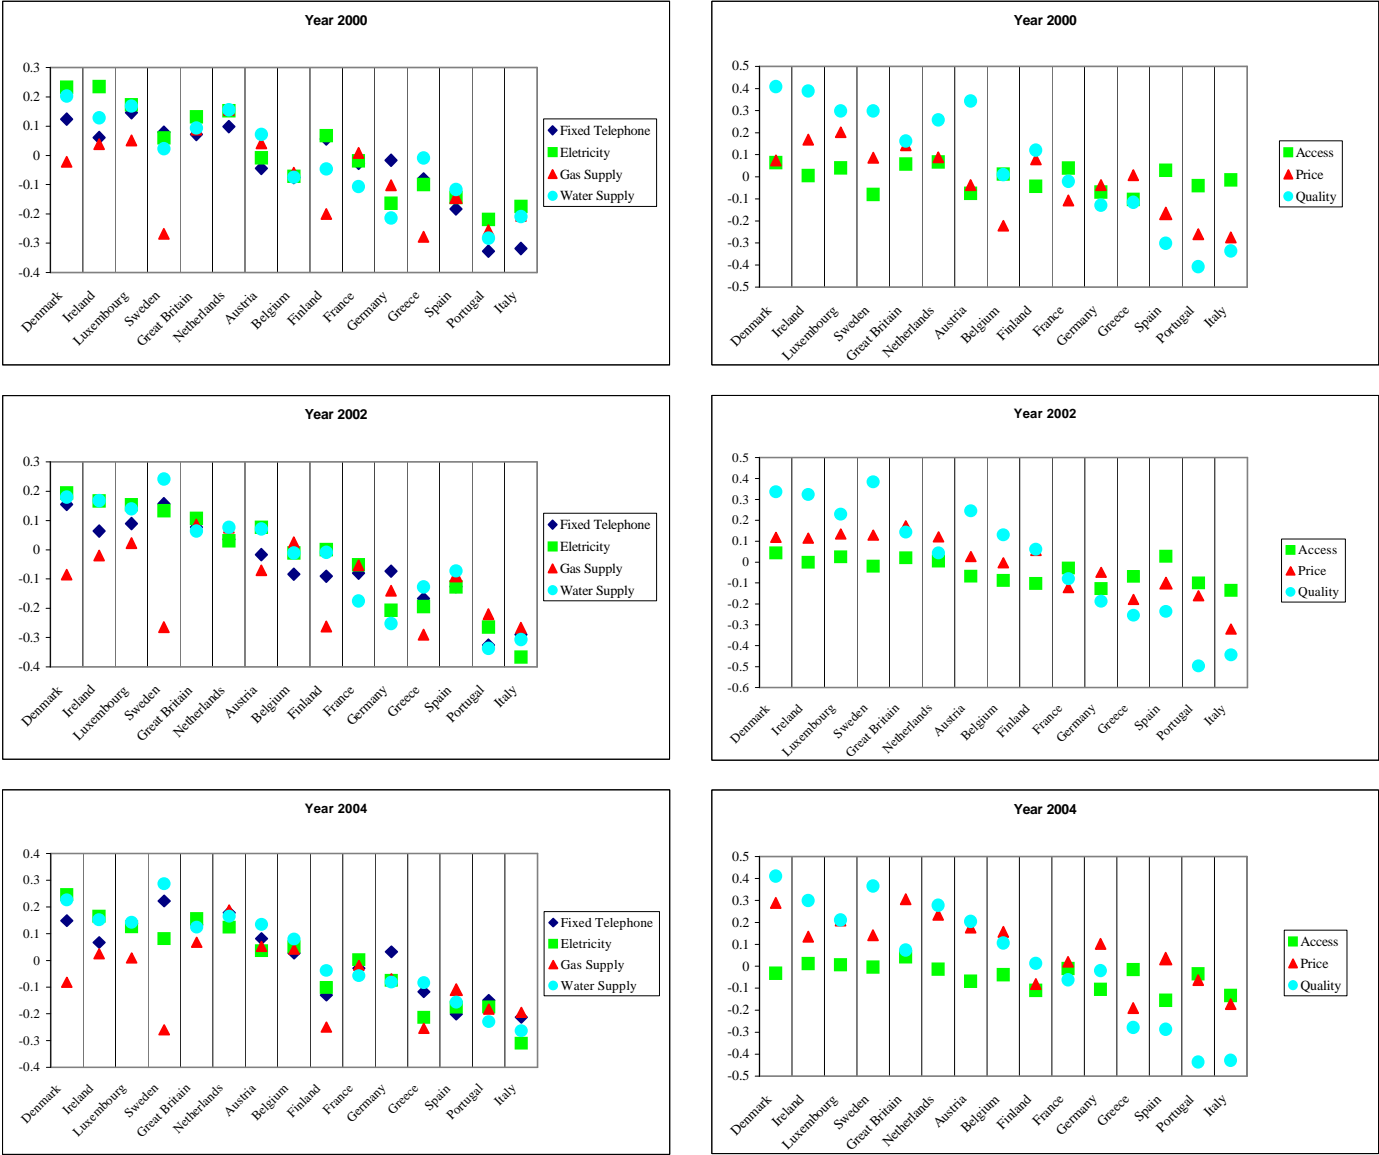 Year 2000
0.3
0.2
0.1
0
-0.1
-0.2
-0.3
-0.4
Denmark
Ireland
Luxembourg
Sweden
Great Britain
Netherlands
Austria
Belgium
Finland
France
Germany
Greece
Spain
Portugal
Italy
Fixed Telephone
Eletricity
Gas Supply
Water Supply
Year 2000
0.5
0.4
0.3
0.2
0.1
0
-0.1
-0.2
-0.3
-0.4
-0.5
Denmark
Ireland
Luxembourg
Sweden
Great Britain
Netherlands
Austria
Belgium
Finland
France
Germany
Greece
Spain
Portugal
Italy
Access
Price
Quality
Year 2002
0.3
0.2
0.1
0
-0.1
-0.2
-0.3
-0.4
Denmark
Ireland
Luxembourg
Sweden
Great Britain
Netherlands
Austria
Belgium
Finland
France
Germany
Greece
Spain
Portugal
Italy
Fixed Telephone
Eletricity
Gas Supply
Water Supply
Year 2002
0.5
0.4
0.3
0.2
0.1
0
-0.1
-0.2
-0.3
-0.4
-0.5
-0.6
Denmark
Ireland
Luxembourg
Sweden
Great Britain
Netherlands
Austria
Belgium
Finland
France
Germany
Greece
Spain
Portugal
Italy
Access
Price
Quality
Year 2004
0.4
0.3
0.2
0.1
0
-0.1
-0.2
-0.3
-0.4
Denmark
Ireland
Luxembourg
Sweden
Great Britain
Netherlands
Austria
Belgium
Finland
France
Germany
Greece
Spain
Portugal
Italy
Fixed Telephone
Eletricity
Gas Supply
Water Supply
Year 2004
0.5
0.4
0.3
0.2
0.1
0
-0.1
-0.2
-0.3
-0.4
-0.5
Denmark
Ireland
Luxembourg
Sweden
Great Britain
Netherlands
Austria
Belgium
Finland
France
Germany
Greece
Spain
Portugal
Italy
Access
Price
Quality